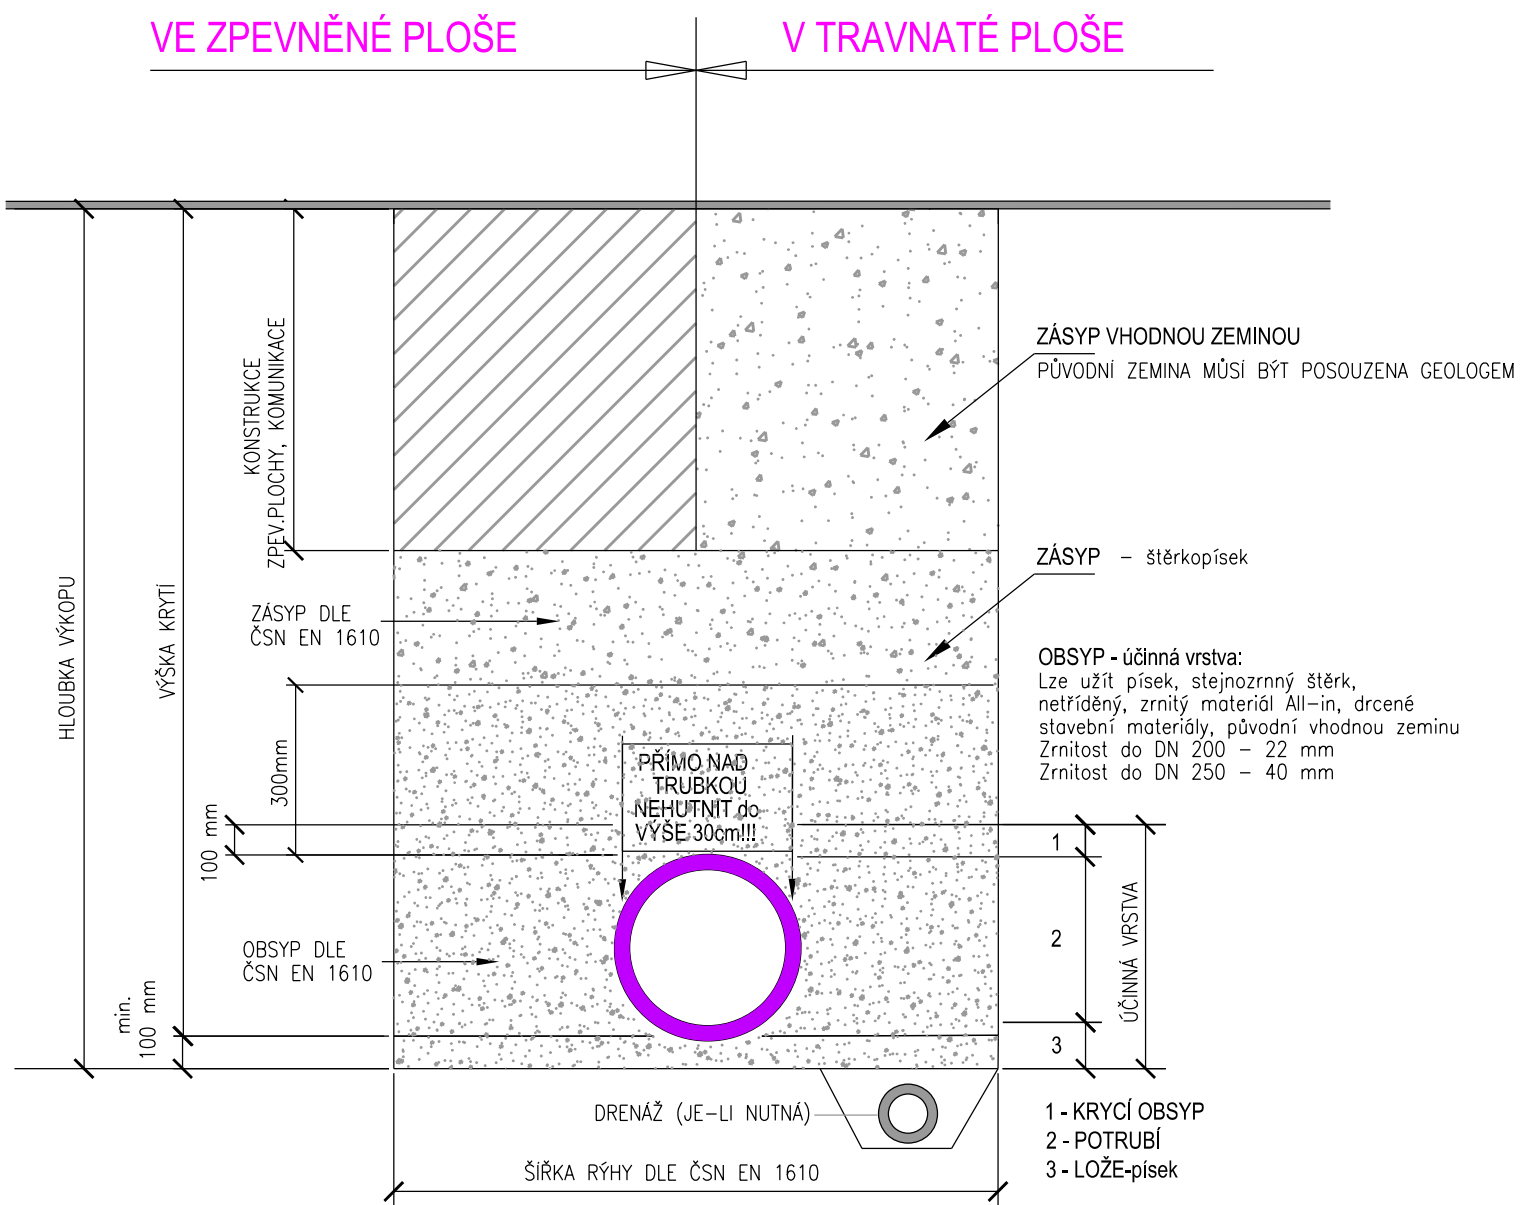 VE ZPEVNĚNÉ PLOŠE
V TRAVNATÉ PLOŠE
KONSTRUKCE
ZPEV.PLOCHY, KOMUNIKACE
HLOUBKA VÝKOPU
VÝŠKA KRYTÍ
ZÁSYP VHODNOU ZEMINOU
PŮVODNÍ ZEMINA MŮSÍ BÝT POSOUZENA GEOLOGEM
ZÁSYP - štěrkopísek
ZÁSYP DLE
ČSN EN 1610
OBSYP - účinná vrstva:
Lze užít písek, stejnozrnný štěrk,
netříděný, zrnitý materiál All-in, drcené
stavební materiály, původní vhodnou zeminu
Zrnitost do DN 200 - 22 mm
Zrnitost do DN 250 - 40 mm
300mm
100 mm
PŘÍMO NAD
TRUBKOU
NEHUTNIT do
VÝŠE 30cm!!!
1
2
3
ÚČINNÁ VRSTVA
OBSYP DLE
ČSN EN 1610
min.
100 mm
DRENÁŽ (JE-LI NUTNÁ)
1 - KRYCÍ OBSYP
2 - POTRUBÍ
3 - LOŽE-písek
ŠÍŘKA RÝHY DLE ČSN EN 1610